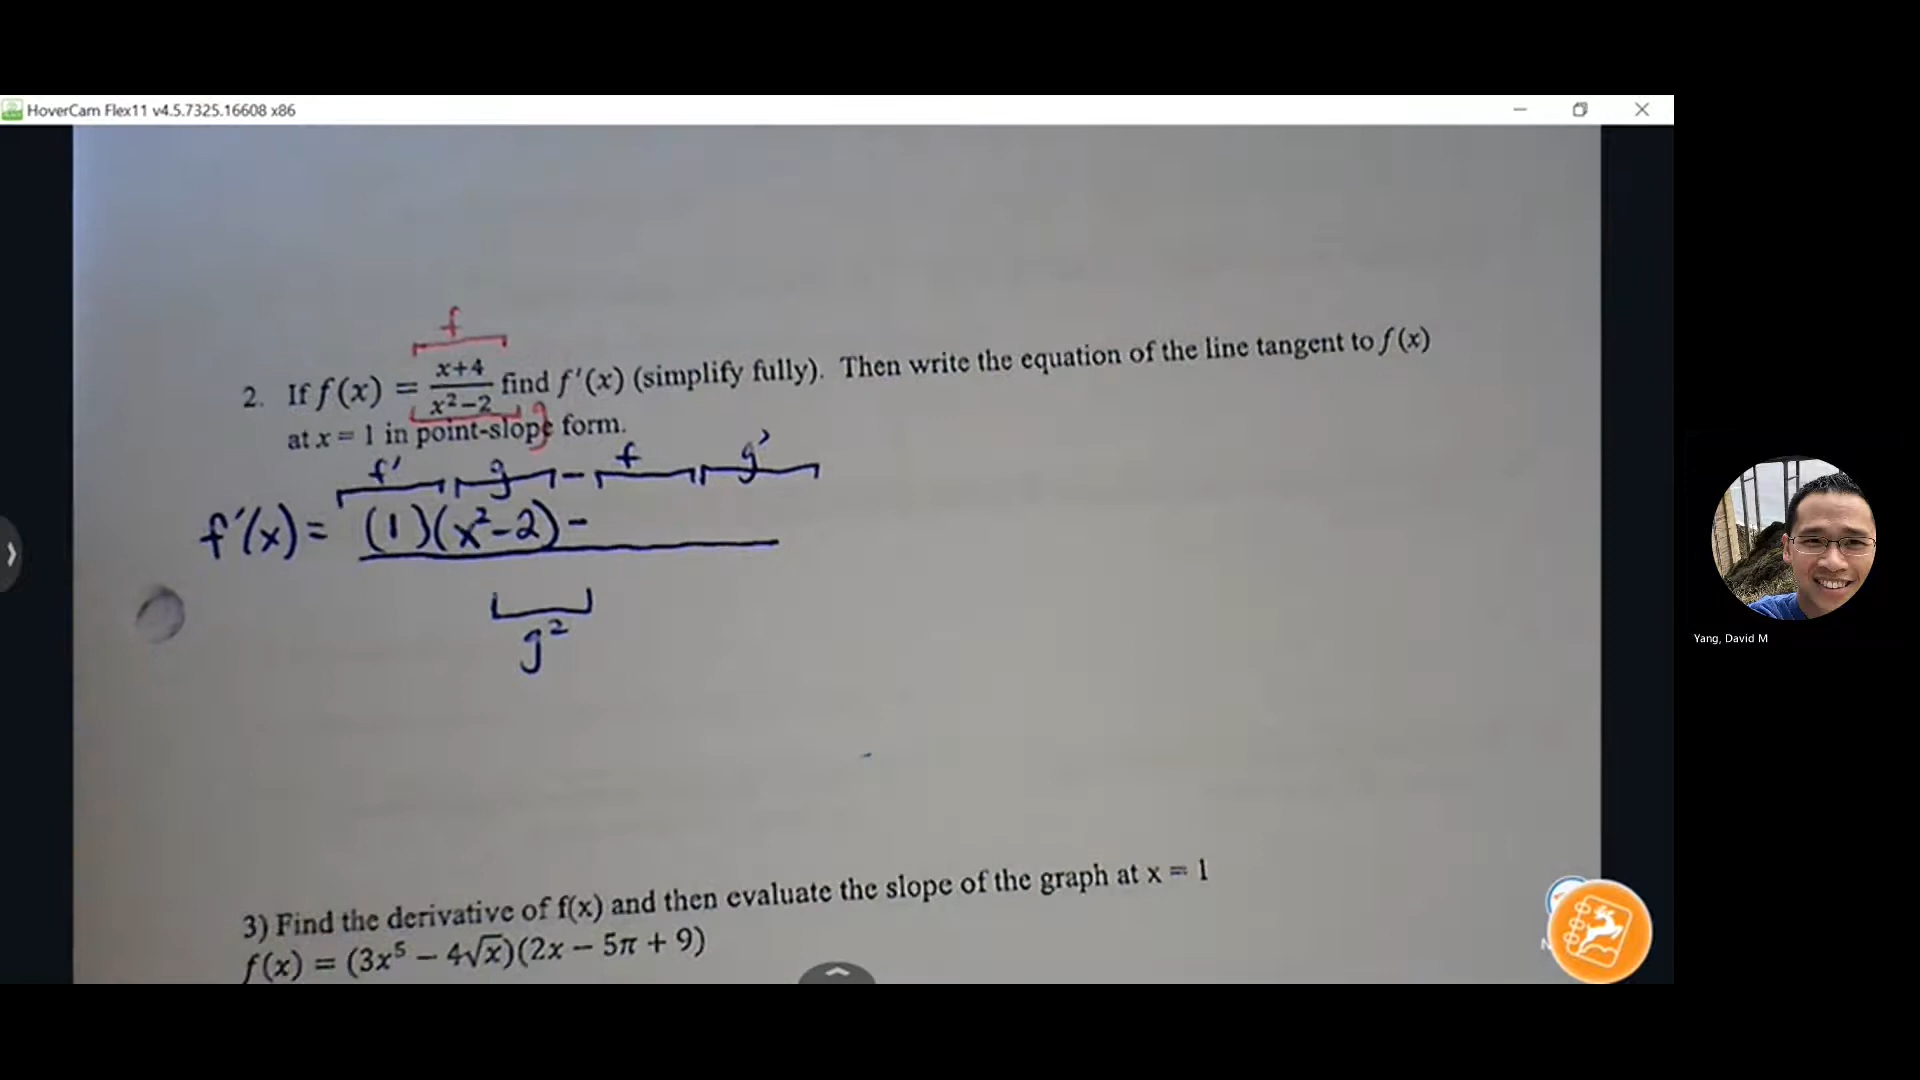 HoverCam Flex11 v4.5.7325.16608 x86
f
2. If f(x) = \frac{x+4}{x²−2} find f'(x) (simplify fully). Then write the equation of the line tangent to f(x)
g
at x = 1 in point-slope form.
f' g − f g'
f'(x) = (1)(x²−2) −
g²
3) Find the derivative of f(x) and then evaluate the slope of the graph at x = 1
f(x) = (3x⁵ − 4√x)(2x − 5π + 9)
Yang, David M